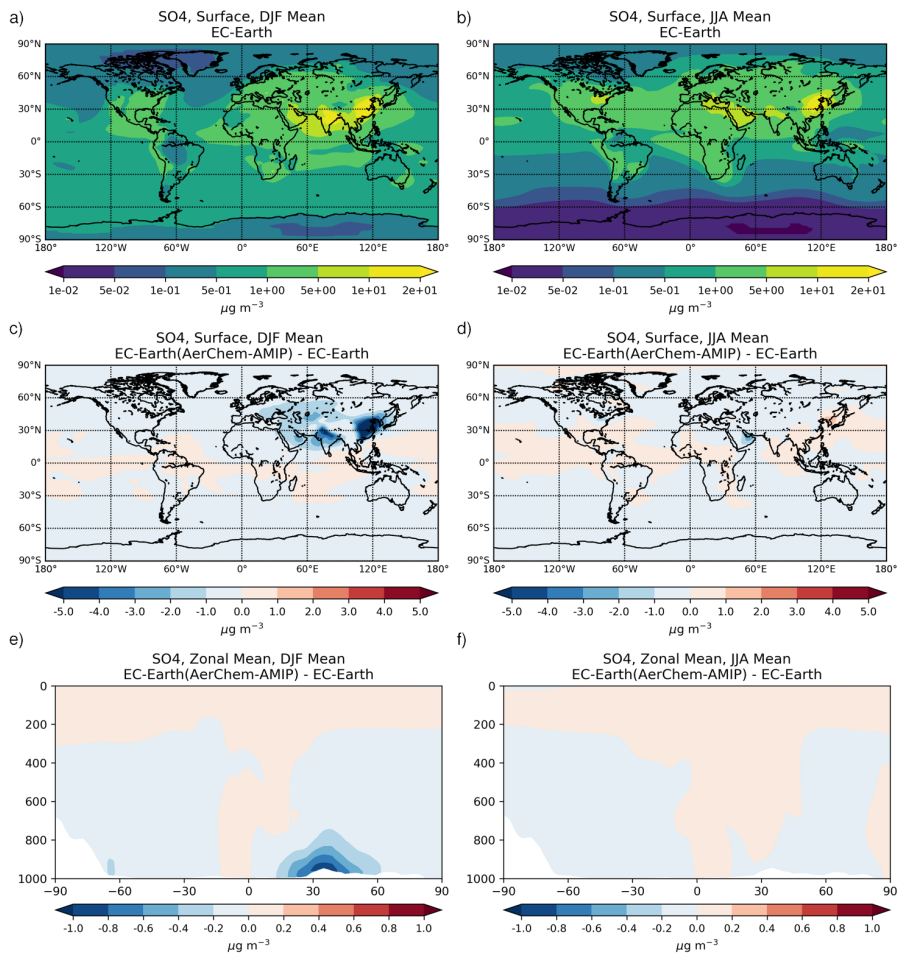 a)
SO4, Surface, DJF Mean
EC-Earth
90°N
60°N
30°N
0°
30°S
60°S
90°S
180° 120°W 60°W 0° 60°E 120°E 180°
1e-02 5e-02 1e-01 5e-01 1e+00 5e+00 1e+01 2e+01
μg m⁻³
b)
SO4, Surface, JJA Mean
EC-Earth
90°N
60°N
30°N
0°
30°S
60°S
90°S
180° 120°W 60°W 0° 60°E 120°E 180°
1e-02 5e-02 1e-01 5e-01 1e+00 5e+00 1e+01 2e+01
μg m⁻³
c)
SO4, Surface, DJF Mean
EC-Earth(AerChem-AMIP) - EC-Earth
90°N
60°N
30°N
0°
30°S
60°S
90°S
180° 120°W 60°W 0° 60°E 120°E 180°
-5.0 -4.0 -3.0 -2.0 -1.0 0.0 1.0 2.0 3.0 4.0 5.0
μg m⁻³
d)
SO4, Surface, JJA Mean
EC-Earth(AerChem-AMIP) - EC-Earth
90°N
60°N
30°N
0°
30°S
60°S
90°S
180° 120°W 60°W 0° 60°E 120°E 180°
-5.0 -4.0 -3.0 -2.0 -1.0 0.0 1.0 2.0 3.0 4.0 5.0
μg m⁻³
e)
SO4, Zonal Mean, DJF Mean
EC-Earth(AerChem-AMIP) - EC-Earth
0
200
400
600
800
1000
−90 −60 −30 0 30 60 90
-1.0 -0.8 -0.6 -0.4 -0.2 0.0 0.2 0.4 0.6 0.8 1.0
μg m⁻³
f)
SO4, Zonal Mean, JJA Mean
EC-Earth(AerChem-AMIP) - EC-Earth
0
200
400
600
800
1000
−90 −60 −30 0 30 60 90
-1.0 -0.8 -0.6 -0.4 -0.2 0.0 0.2 0.4 0.6 0.8 1.0
μg m⁻³